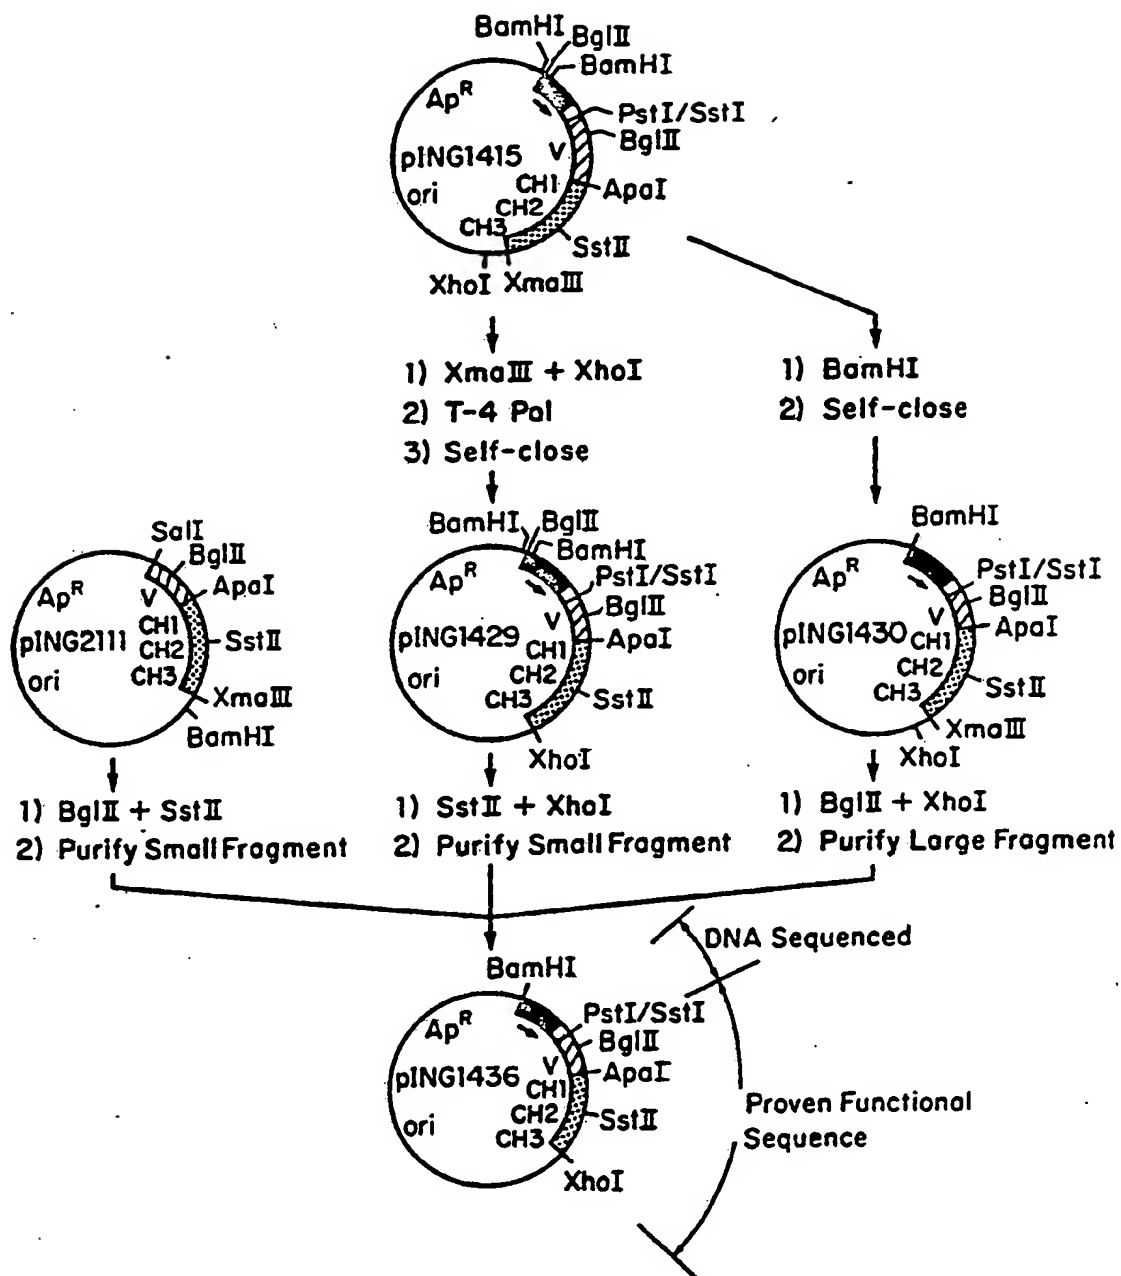 BamHI
BglII
BamHI
Ap^R
PstI/SstI
BglII
pING1415
V
ori
CH1
ApaI
CH2
CH3
SstII
XhoI XmaIII
1) XmaIII + XhoI
2) T-4 Pol
3) Self-close
1) BamHI
2) Self-close
SalI
BglII
ApaI
Ap^R
V
CH1
pING2111
CH2
SstII
ori
CH3
XmaIII
BamHI
1) BglII + SstII
2) Purify Small Fragment
BamHI
BglII
BamHI
Ap^R
PstI/SstI
BglII
V
ApaI
pING1429
CH1
CH2
ori
CH3
SstII
XhoI
1) SstII + XhoI
2) Purify Small Fragment
BamHI
Ap^R
PstI/SstI
BglII
V
ApaI
pING1430
CH1
CH2
ori
CH3
SstII
XmaIII
XhoI
1) BglII + XhoI
2) Purify Large Fragment
DNA Sequenced
BamHI
Ap^R
PstI/SstI
BglII
V
ApaI
pING1436
CH1
CH2
SstII
ori
CH3
XhoI
Proven Functional
Sequence